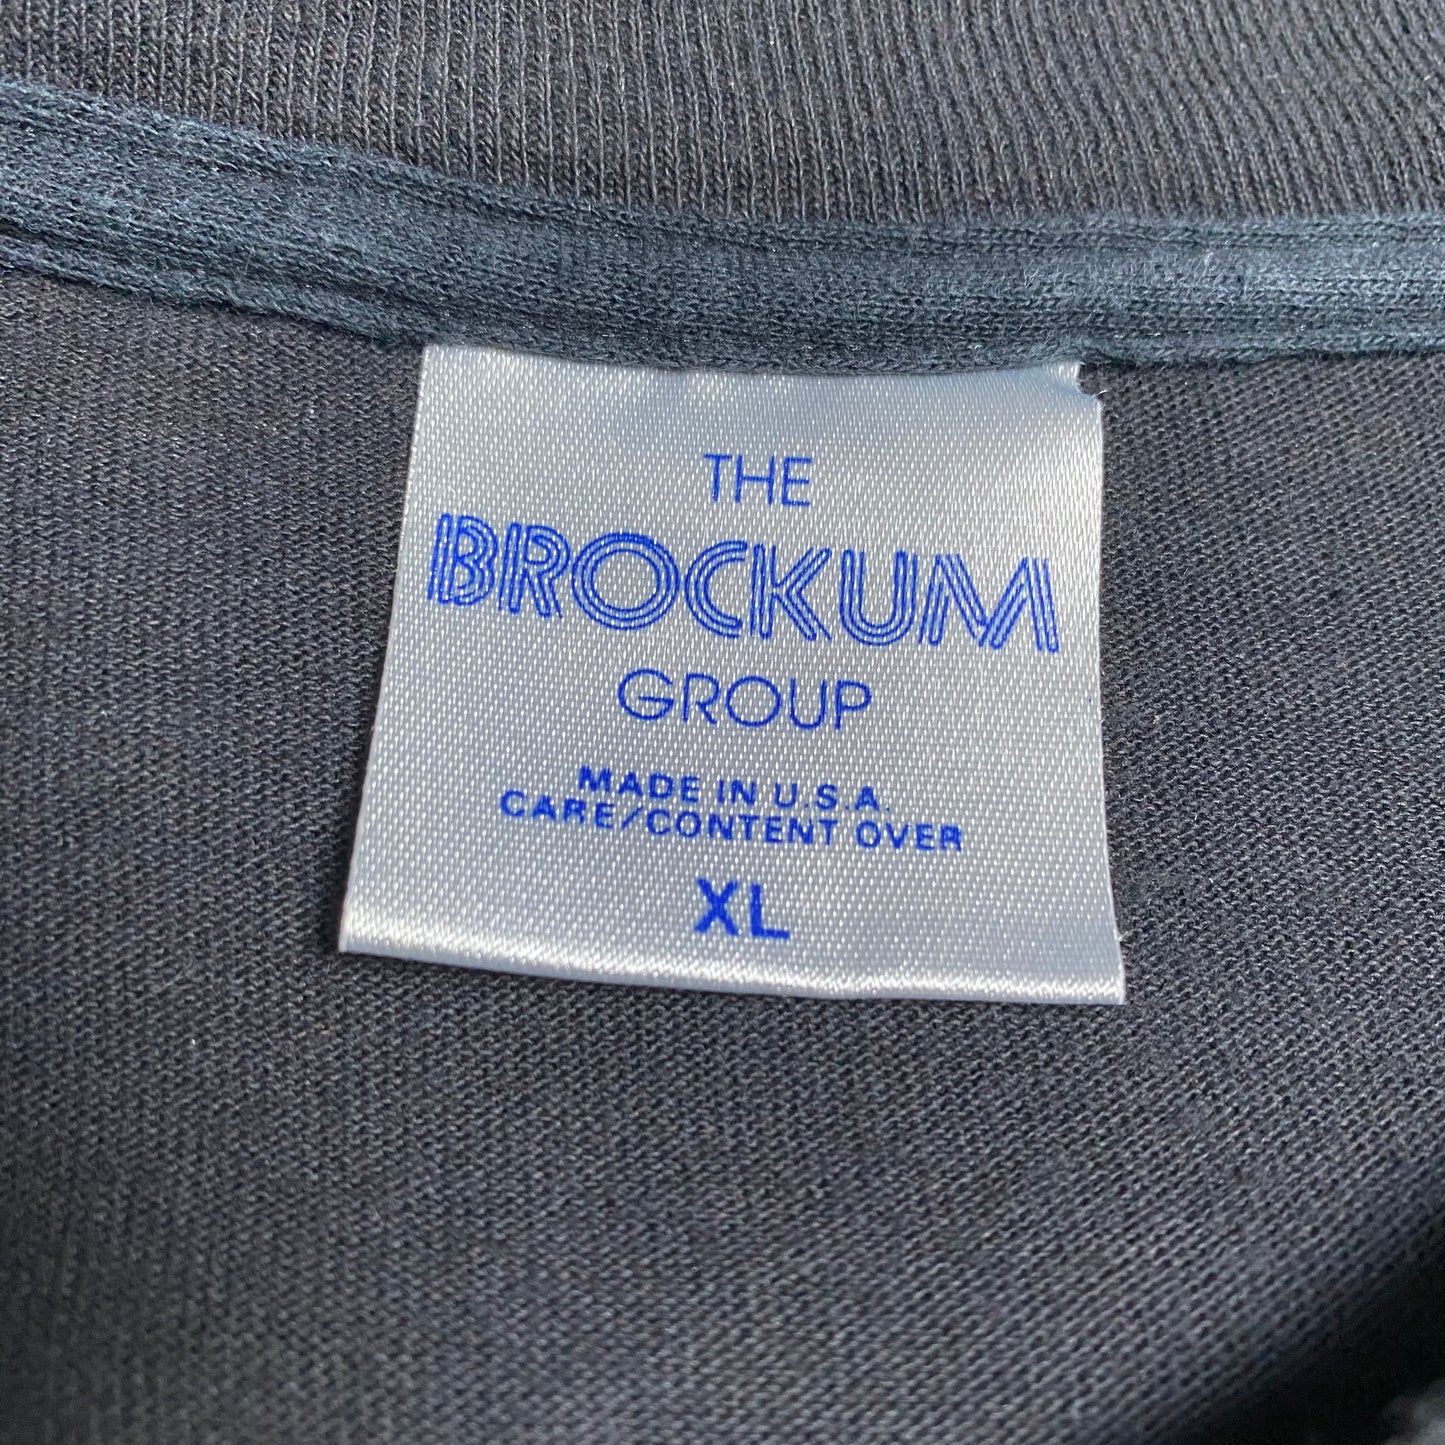 THE
BROCKUM
GROUP
MADE IN U.S.A.
CARE/CONTENT OVER
XL